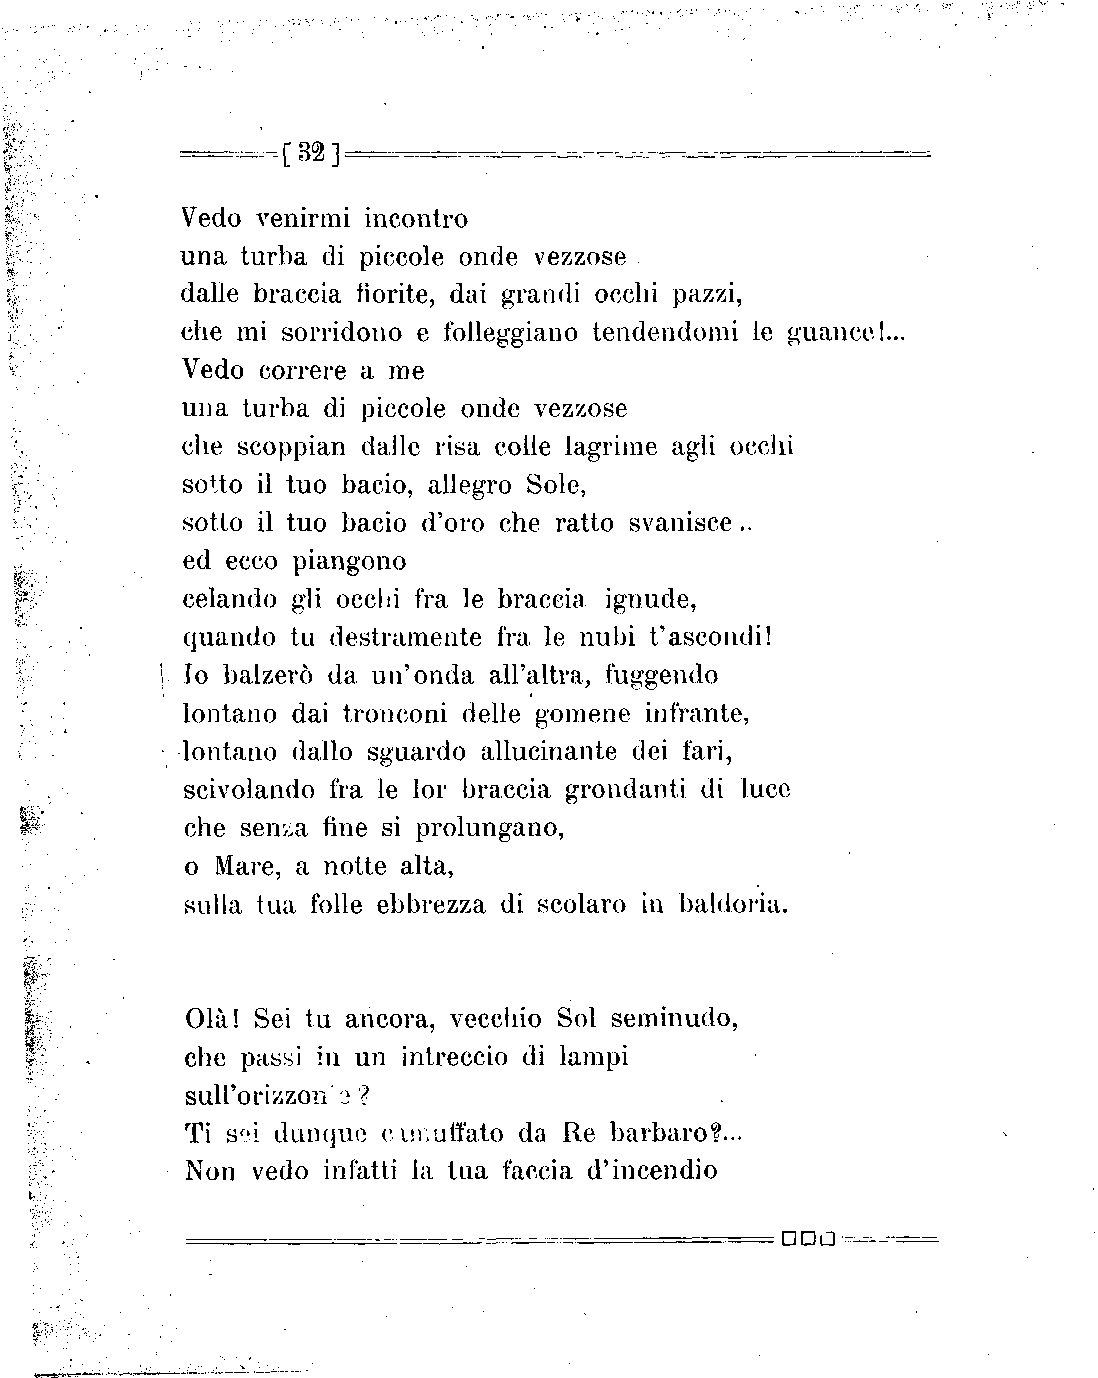 [ 32 ]
Vedo venirmi incontro
una turba di piccole onde vezzose
dalle braccia fiorite, dai grandi occhi pazzi,
che mi sorridono e folleggiano tendendomi le guance!...
Vedo correre a me
una turba di piccole onde vezzose
che scoppian dalle risa colle lagrime agli occhi
sotto il tuo bacio, allegro Sole,
sotto il tuo bacio d'oro che ratto svanisce..
ed ecco piangono
celando gli occhi fra le braccia ignude,
quando tu destramente fra le nubi t'ascondi!
Io balzerò da un'onda all'altra, fuggendo
lontano dai tronconi delle gomene infrante,
lontano dallo sguardo allucinante dei fari,
scivolando fra le lor braccia grondanti di luce
che senza fine si prolungano,
o Mare, a notte alta,
sulla tua folle ebbrezza di scolaro in baldoria.
Olà! Sei tu ancora, vecchio Sol seminudo,
che passi in un intreccio di lampi
sull'orizzonte?
Ti sei dunque camuffato da Re barbaro?...
Non vedo infatti la tua faccia d'incendio